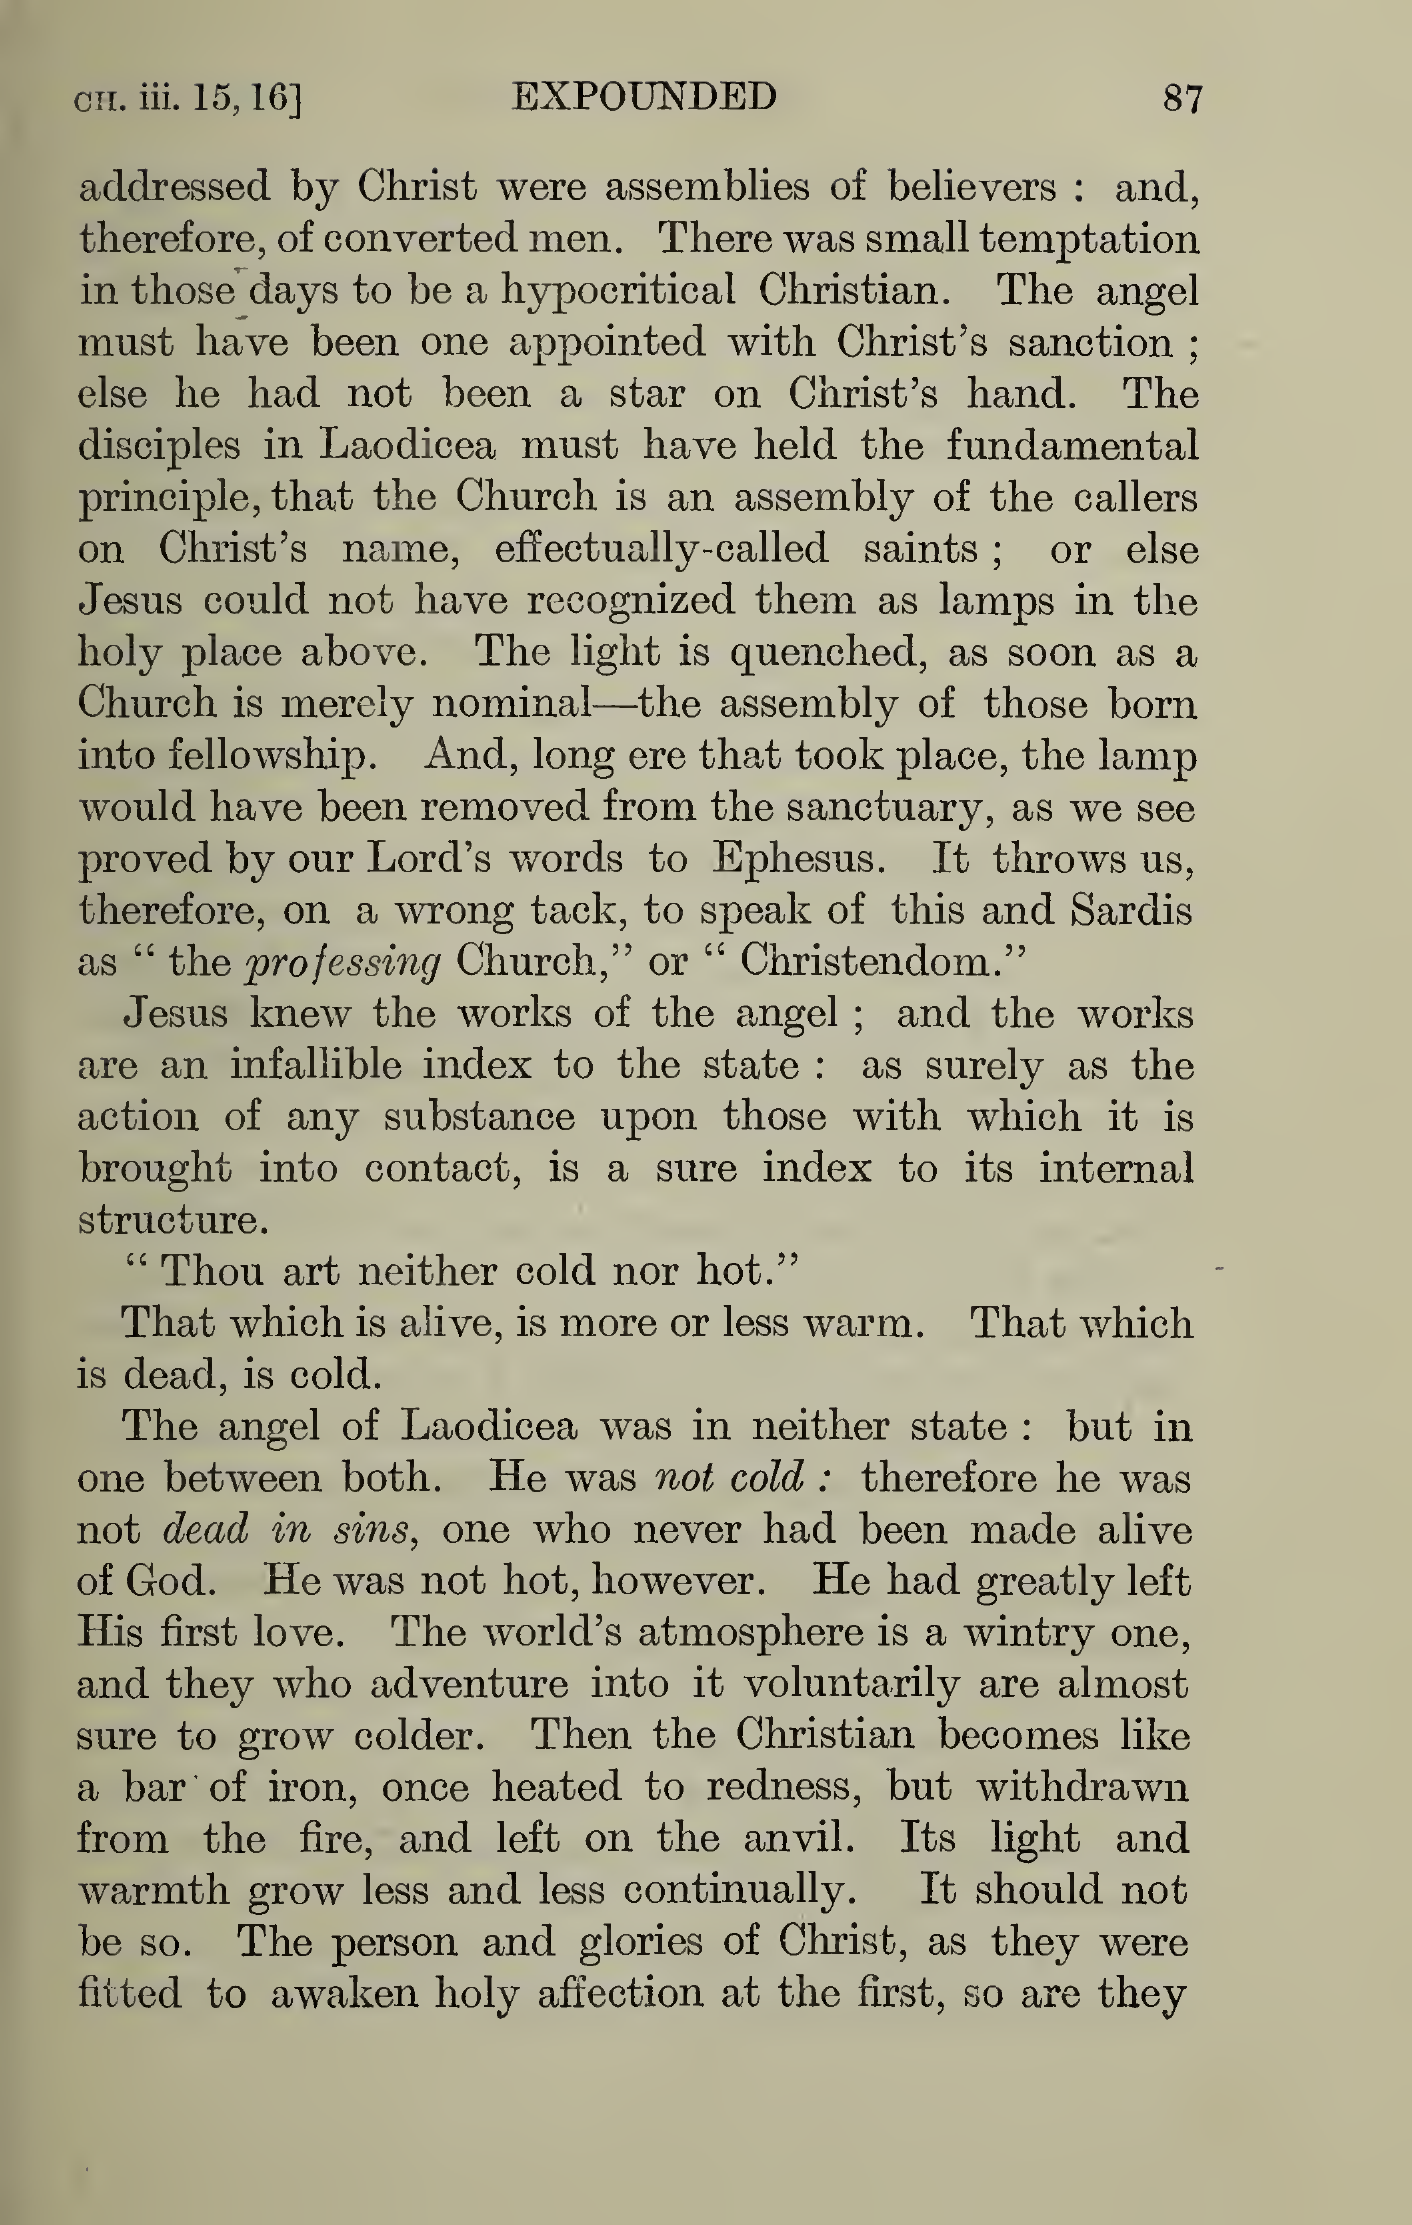 CH. iii. 15, 16] EXPOUNDED 87
addressed by Christ were assemblies of believers : and,
therefore, of converted men. There was small temptation
in those days to be a hypocritical Christian. The angel
must have been one appointed with Christ's sanction ;
else he had not been a star on Christ's hand. The
disciples in Laodicea must have held the fundamental
principle, that the Church is an assembly of the callers
on Christ's name, effectually-called saints ; or else
Jesus could not have recognized them as lamps in the
holy place above. The light is quenched, as soon as a
Church is merely nominal—the assembly of those born
into fellowship. And, long ere that took place, the lamp
would have been removed from the sanctuary, as we see
proved by our Lord's words to Ephesus. It throws us,
therefore, on a wrong tack, to speak of this and Sardis
as “ the professing Church,” or “ Christendom.”
Jesus knew the works of the angel ; and the works
are an infallible index to the state : as surely as the
action of any substance upon those with which it is
brought into contact, is a sure index to its internal
structure.
“ Thou art neither cold nor hot.”
That which is alive, is more or less warm. That which
is dead, is cold.
The angel of Laodicea was in neither state : but in
one between both. He was not cold : therefore he was
not dead in sins, one who never had been made alive
of God. He was not hot, however. He had greatly left
His first love. The world's atmosphere is a wintry one,
and they who adventure into it voluntarily are almost
sure to grow colder. Then the Christian becomes like
a bar of iron, once heated to redness, but withdrawn
from the fire, and left on the anvil. Its light and
warmth grow less and less continually. It should not
be so. The person and glories of Christ, as they were
fitted to awaken holy affection at the first, so are they